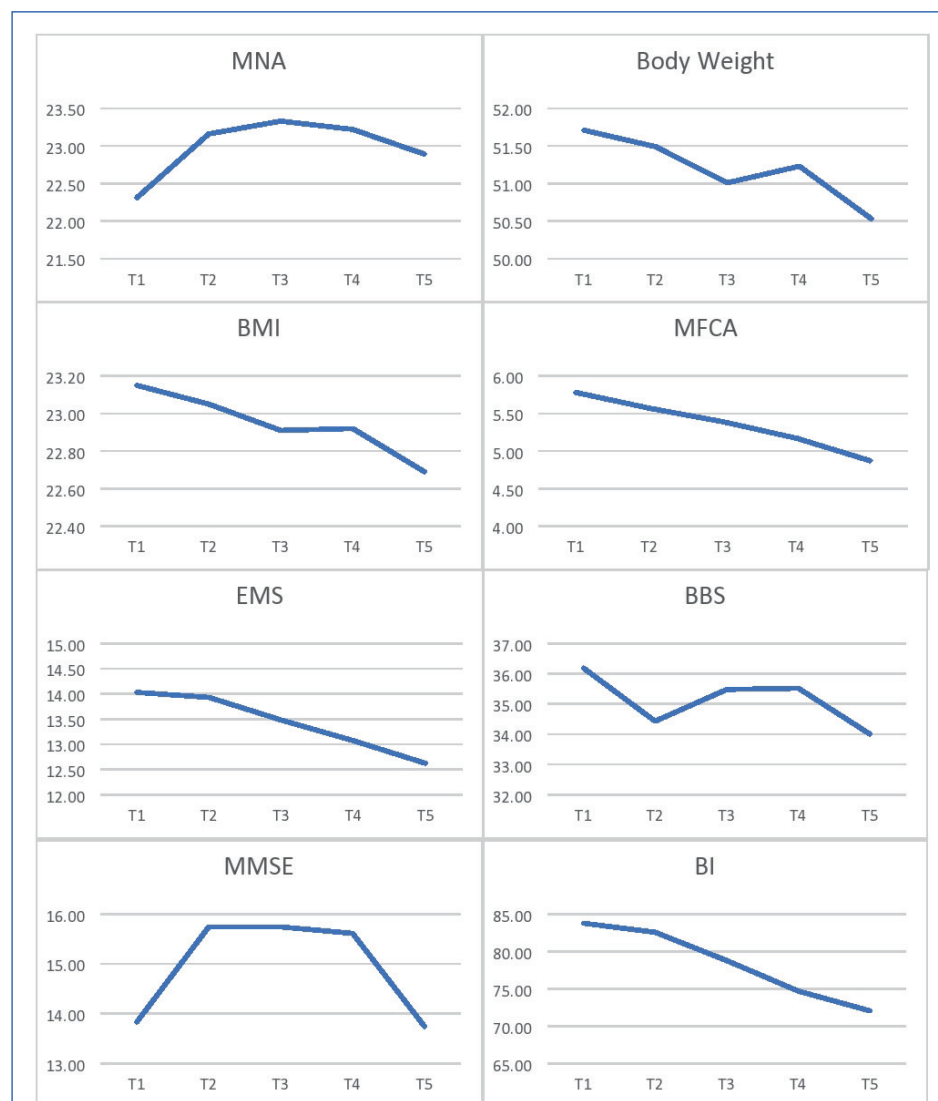 MNA
23.50
23.00
22.50
22.00
21.50
T1 T2 T3 T4 T5
Body Weight
52.00
51.50
51.00
50.50
50.00
T1 T2 T3 T4 T5
BMI
23.20
23.00
22.80
22.60
22.40
T1 T2 T3 T4 T5
MFCA
6.00
5.50
5.00
4.50
4.00
T1 T2 T3 T4 T5
EMS
15.00
14.50
14.00
13.50
13.00
12.50
12.00
T1 T2 T3 T4 T5
BBS
37.00
36.00
35.00
34.00
33.00
32.00
T1 T2 T3 T4 T5
MMSE
16.00
15.00
14.00
13.00
T1 T2 T3 T4 T5
BI
85.00
80.00
75.00
70.00
65.00
T1 T2 T3 T4 T5